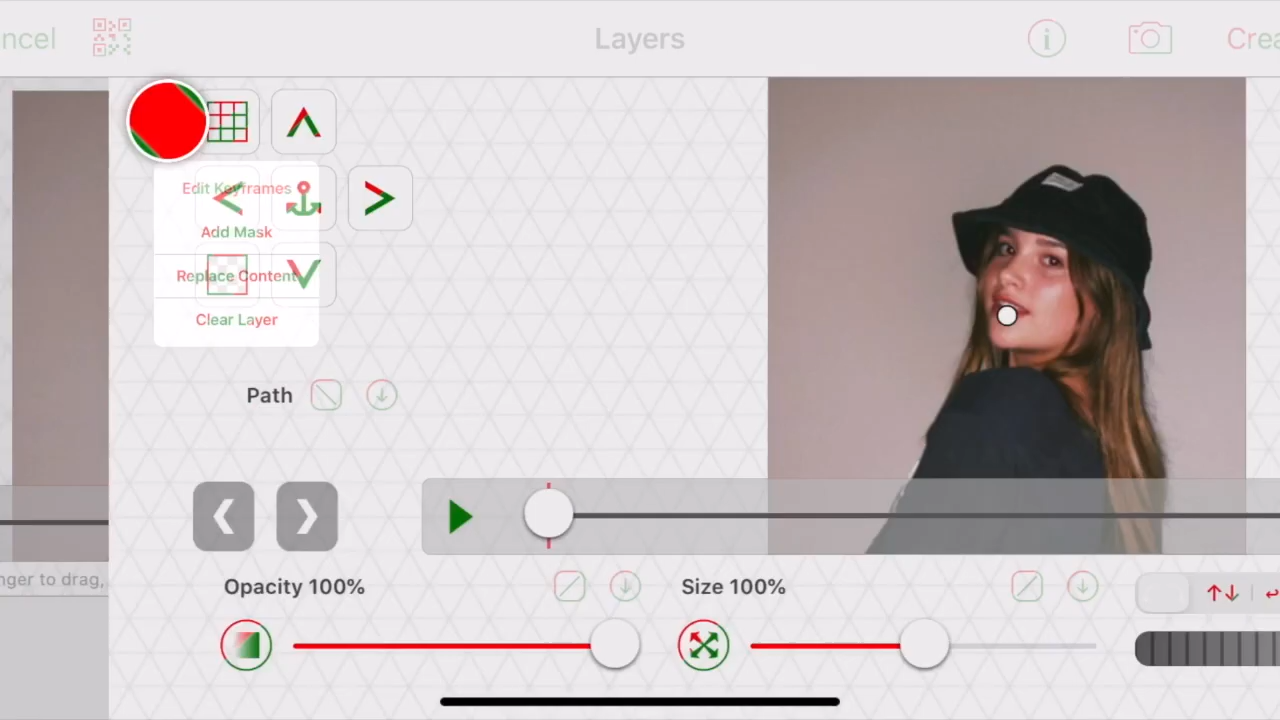 ncel
Layers
Crea
Edit Keyframes
Add Mask
Replace Content
Clear Layer
Path
nger to drag,
Opacity 100%
Size 100%